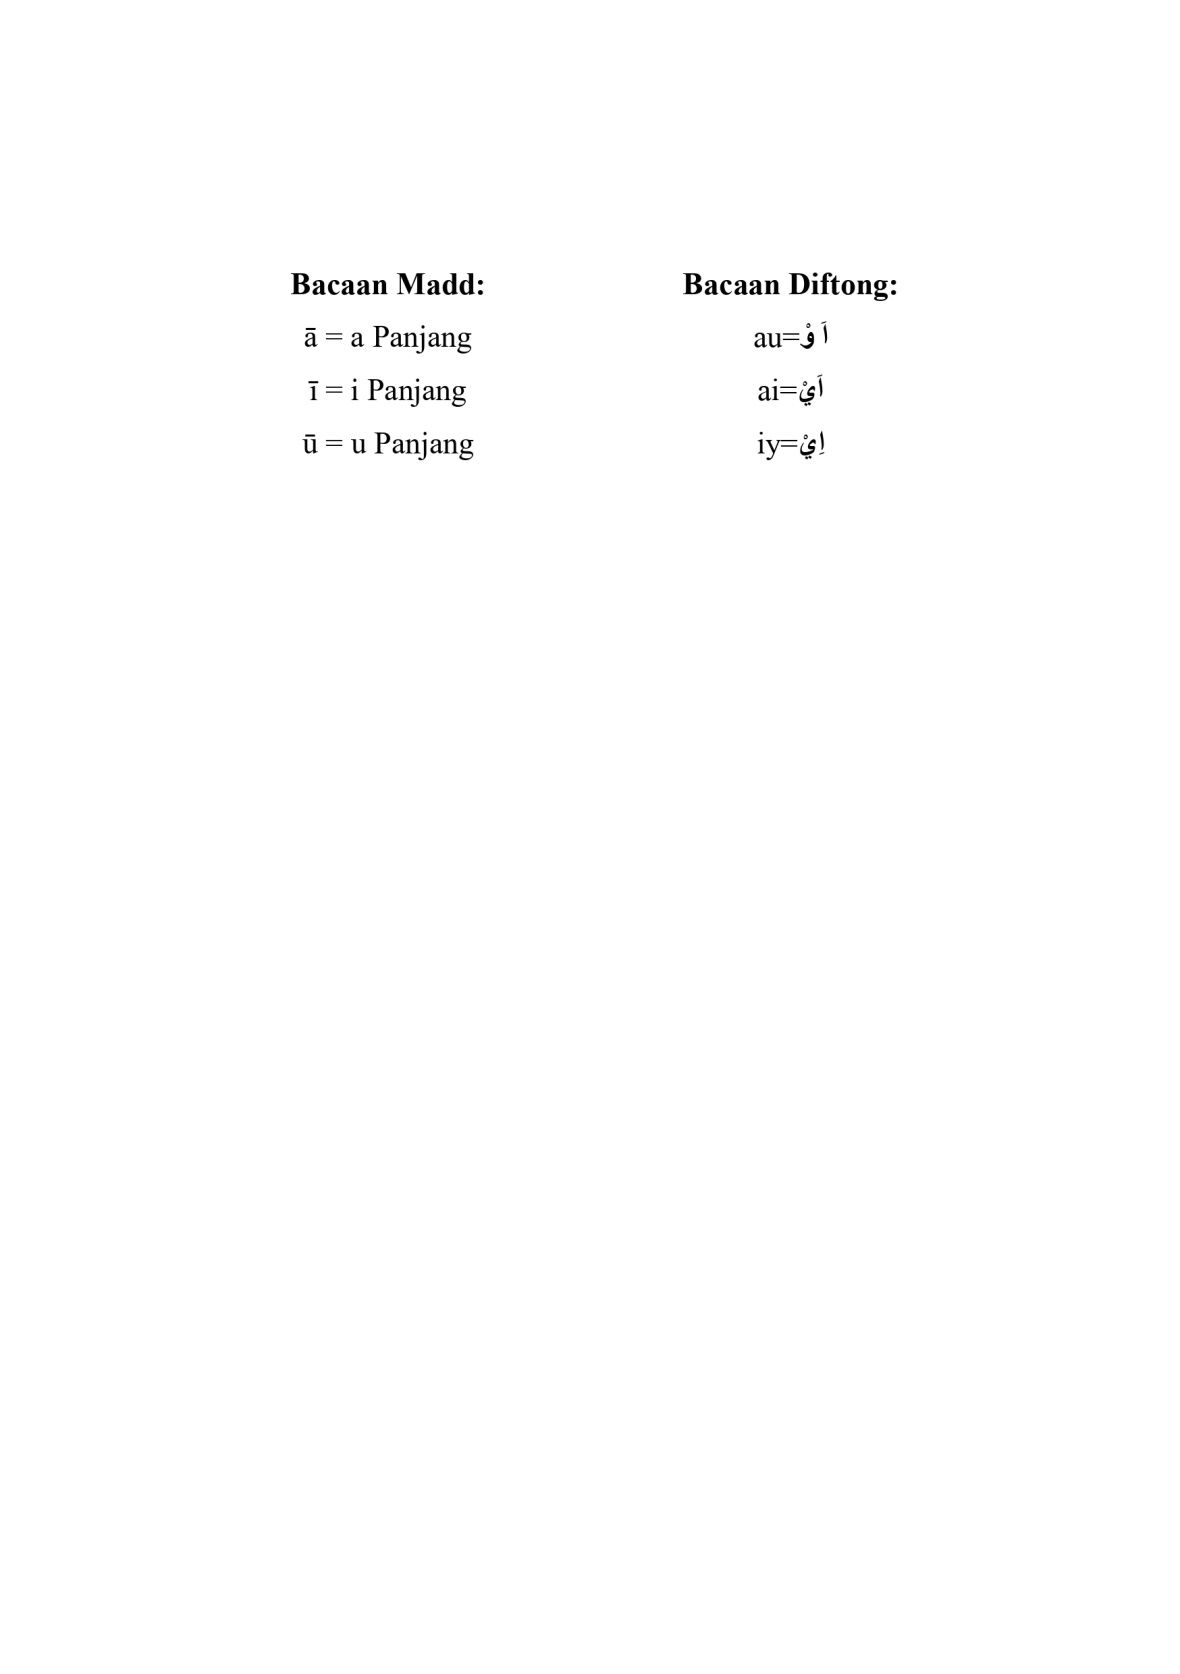 Bacaan Madd:
ā = a Panjang
ī = i Panjang
ū = u Panjang
Bacaan Diftong:
au=اَ وْ
ai=اَيْ
iy=اِيْ